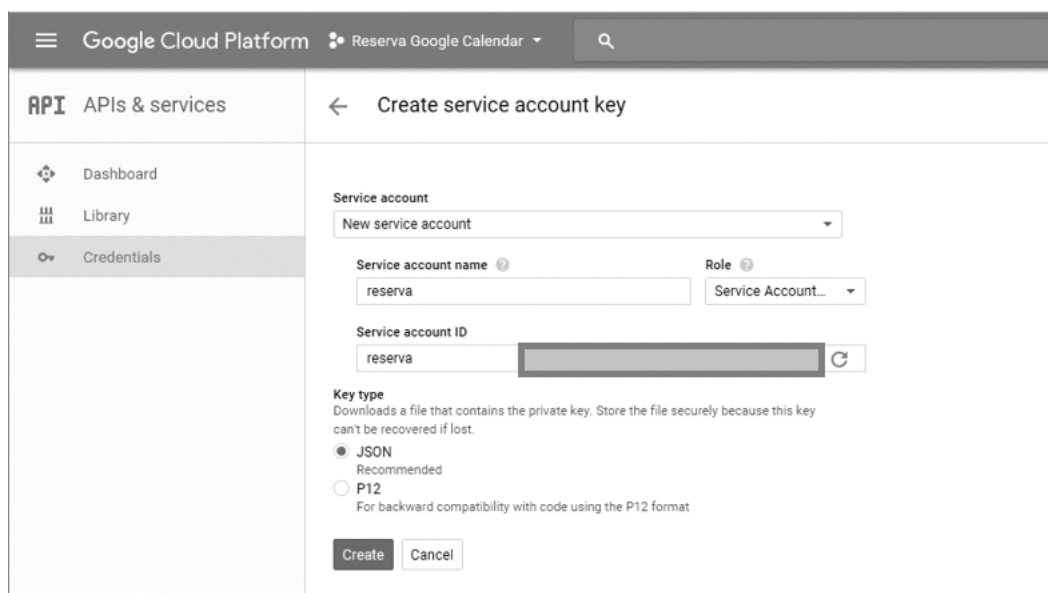 Google Cloud Platform Reserva Google Calendar
API APIs & services
Create service account key
Dashboard
Library
Credentials
Service account
New service account
Service account name Role
reserva Service Account...
Service account ID
reserva
Key type
Downloads a file that contains the private key. Store the file securely because this key
can't be recovered if lost.
JSON
Recommended
P12
For backward compatibility with code using the P12 format
Create Cancel